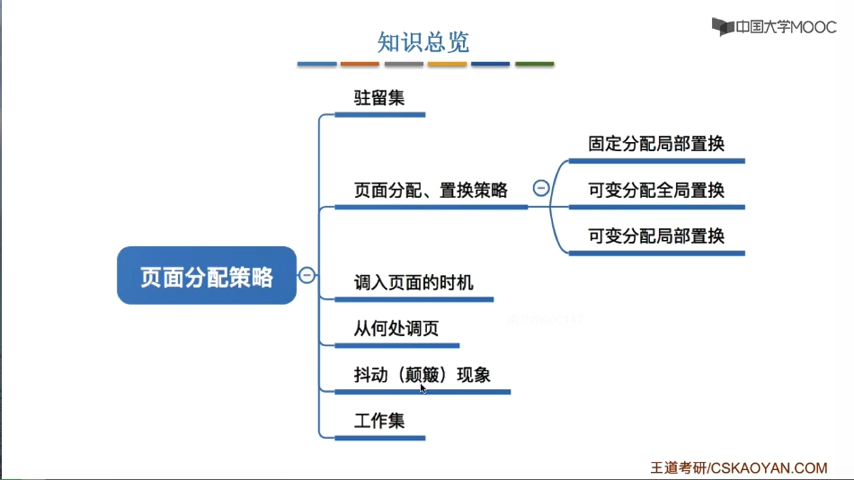 知识总览
中国大学MOOC
驻留集
页面分配、置换策略
固定分配局部置换
可变分配全局置换
可变分配局部置换
页面分配策略
调入页面的时机
从何处调页
抖动（颠簸）现象
工作集
王道考研/CSKAOYAN.COM